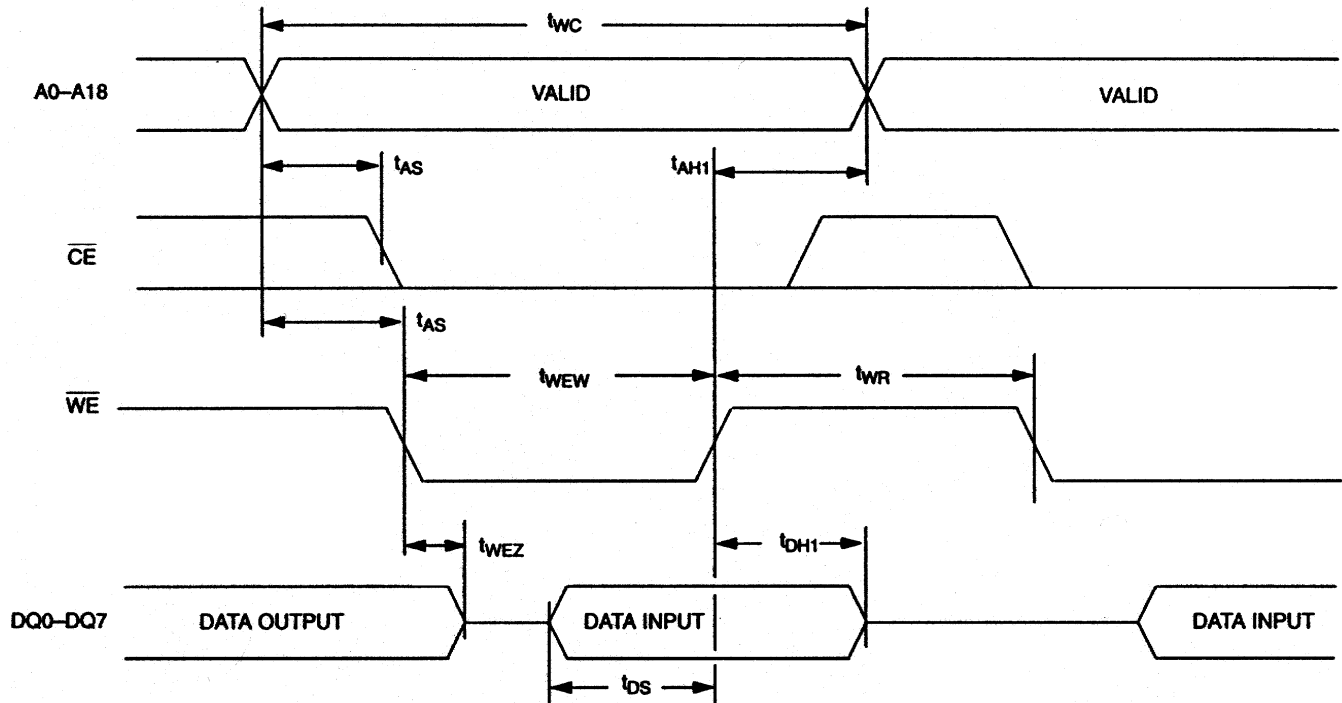 tWC
A0–A18
VALID
VALID
tAS
tAH1
CE
tAS
tWEW
tWR
WE
tWEZ
tDH1
DQ0–DQ7
DATA OUTPUT
DATA INPUT
DATA INPUT
tDS